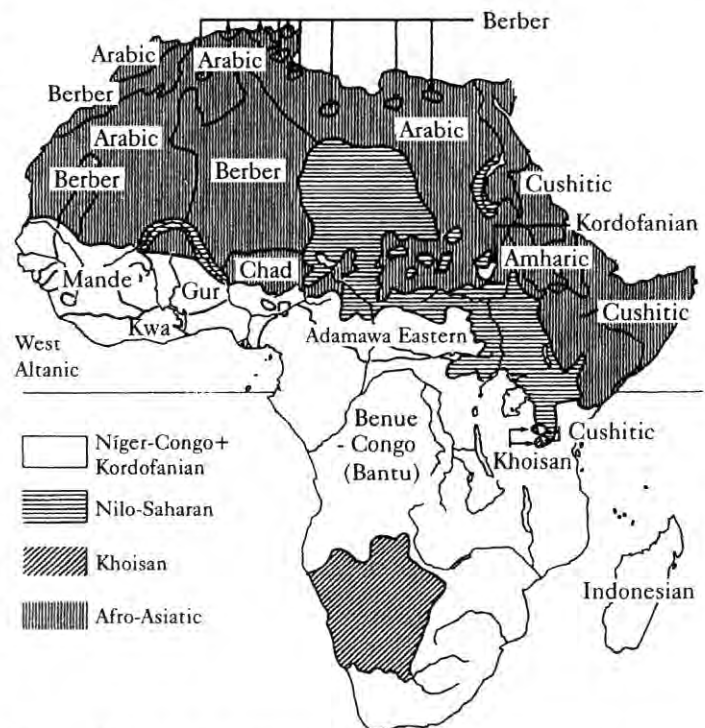 Berber
Arabic
Arabic
Berber
Arabic
Arabic
Berber
Berber
Cushitic
Kordofanian
Chad
Amharic
Mande
Gur
Cushitic
Kwa
Adamawa Eastern
West
Altanic
Benue
- Congo
(Bantu)
Cushitic
Khoisan
Níger-Congo+
Kordofanian
Nilo-Saharan
Khoisan
Indonesian
Afro-Asiatic